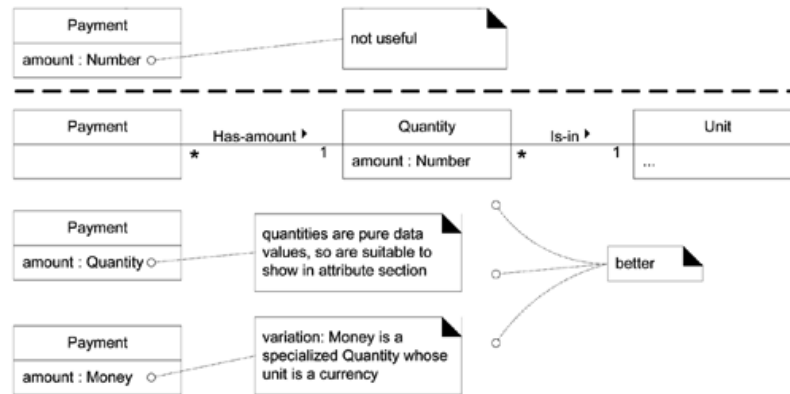 Payment
amount : Number
not useful
Payment
Has-amount
*
1
Quantity
amount : Number
Is-in
*
1
Unit
...
Payment
amount : Quantity
quantities are pure data
values, so are suitable to
show in attribute section
better
Payment
amount : Money
variation: Money is a
specialized Quantity whose
unit is a currency